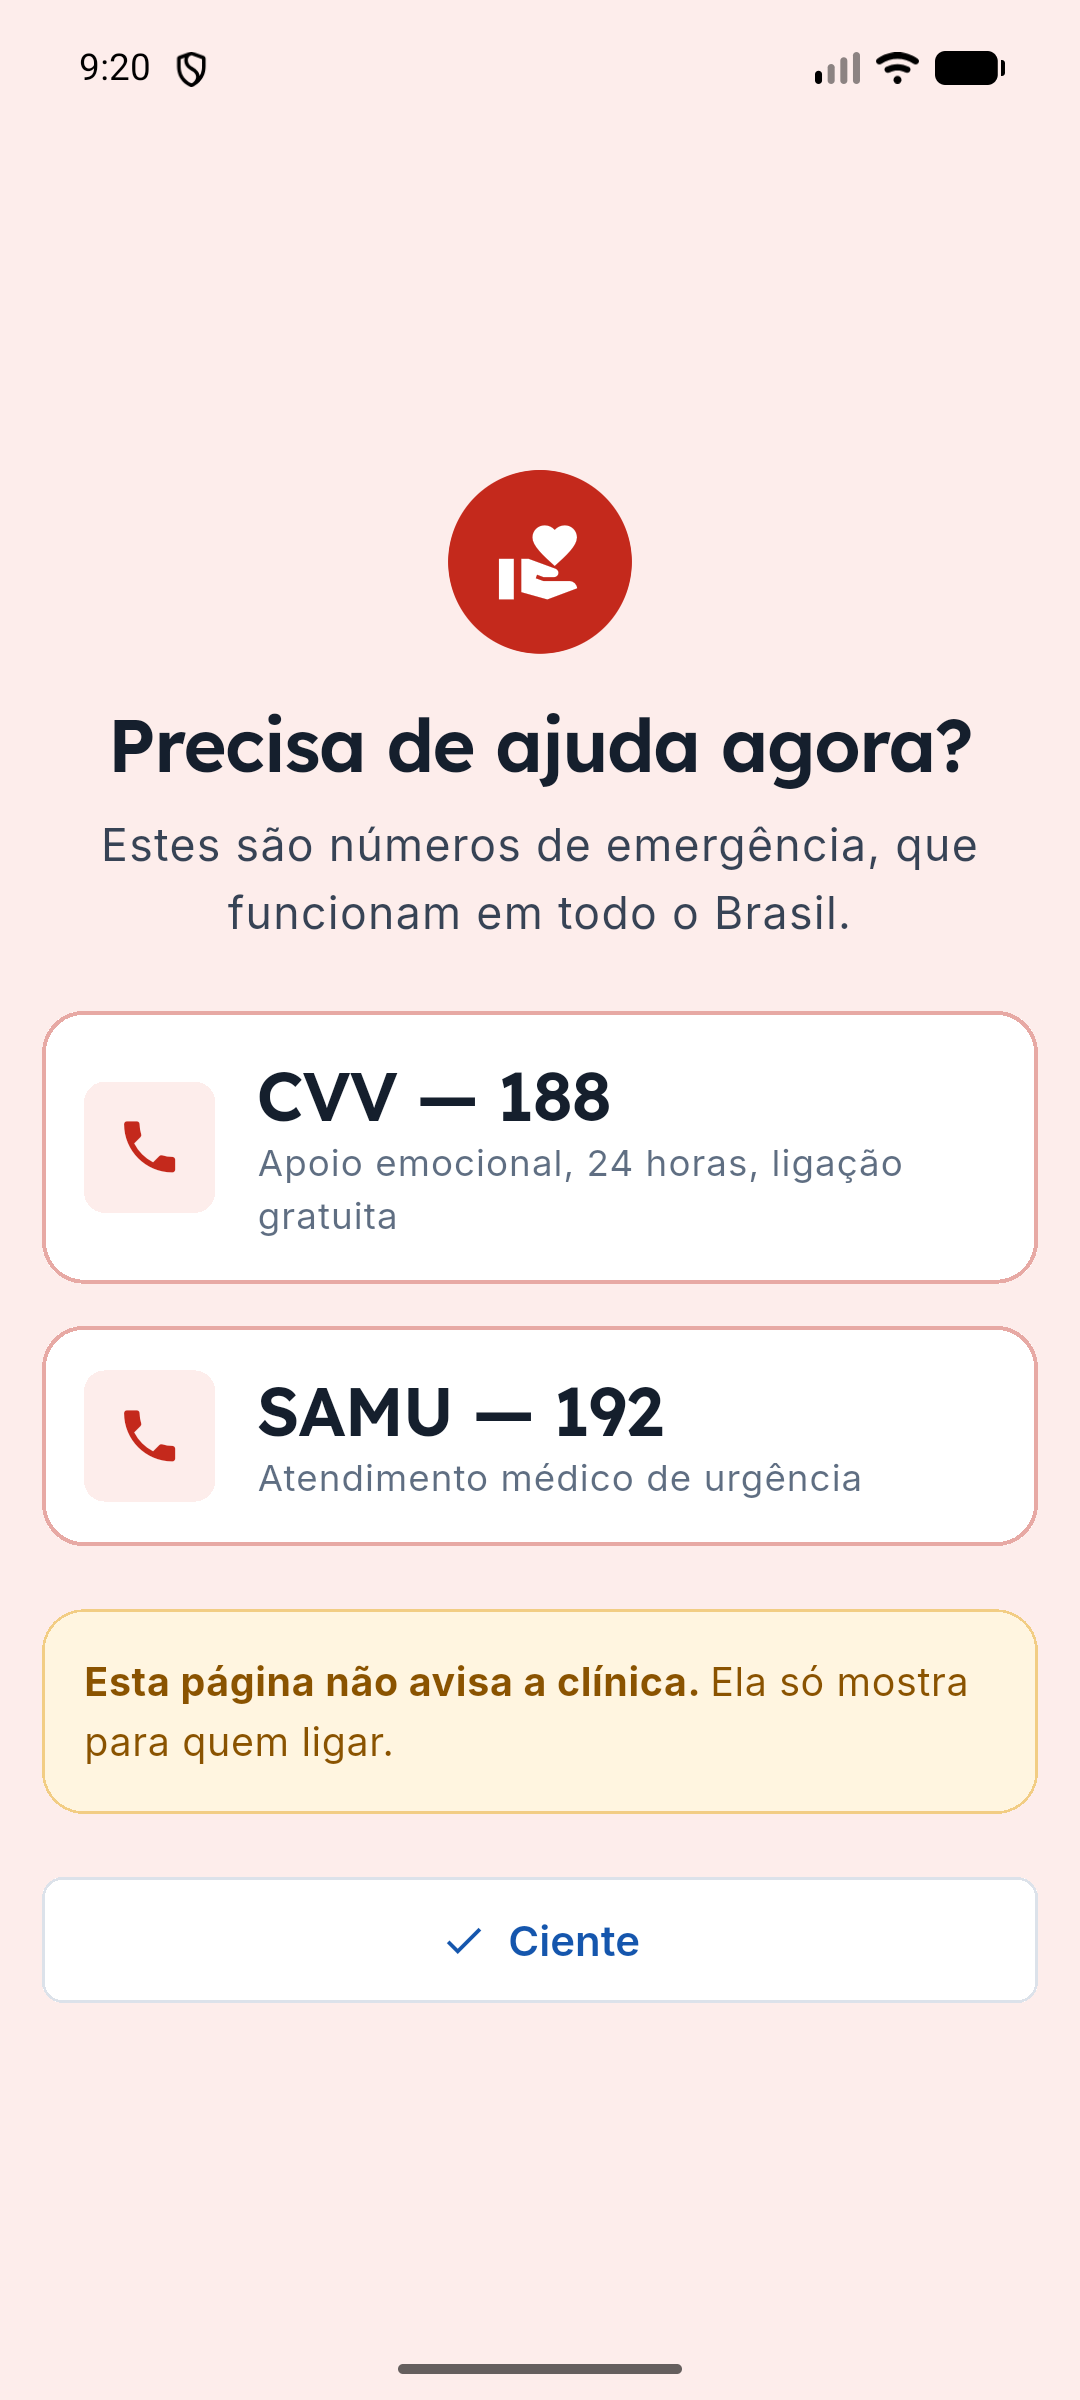 9:20
Precisa de ajuda agora?
Estes são números de emergência, que
funcionam em todo o Brasil.
CVV — 188
Apoio emocional, 24 horas, ligação
gratuita
SAMU — 192
Atendimento médico de urgência
Esta página não avisa a clínica. Ela só mostra
para quem ligar.
Ciente